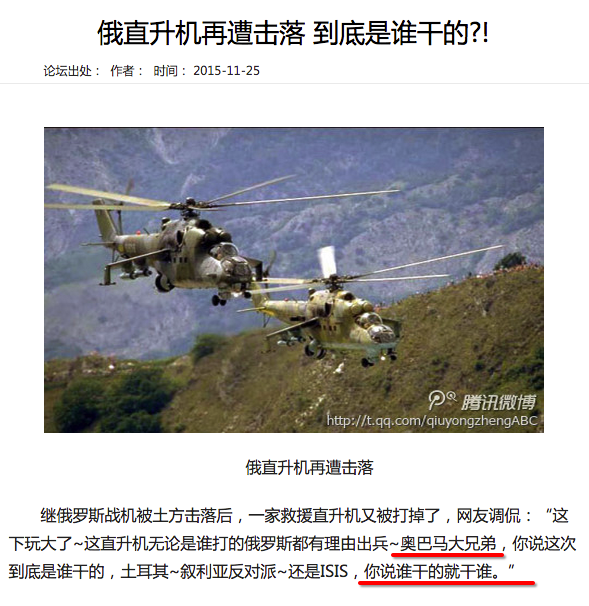 俄直升机再遭击落 到底是谁干的?!
论坛出处： 作者： 时间： 2015-11-25
腾讯微博
http://t.qq.com/qiuyongzhengABC
俄直升机再遭击落
继俄罗斯战机被土方击落后，一家救援直升机又被打掉了，网友调侃：“这
下玩大了~这直升机无论是谁打的俄罗斯都有理由出兵~奥巴马大兄弟，你说这次
到底是谁干的，土耳其~叙利亚反对派~还是ISIS，你说谁干的就干谁。”